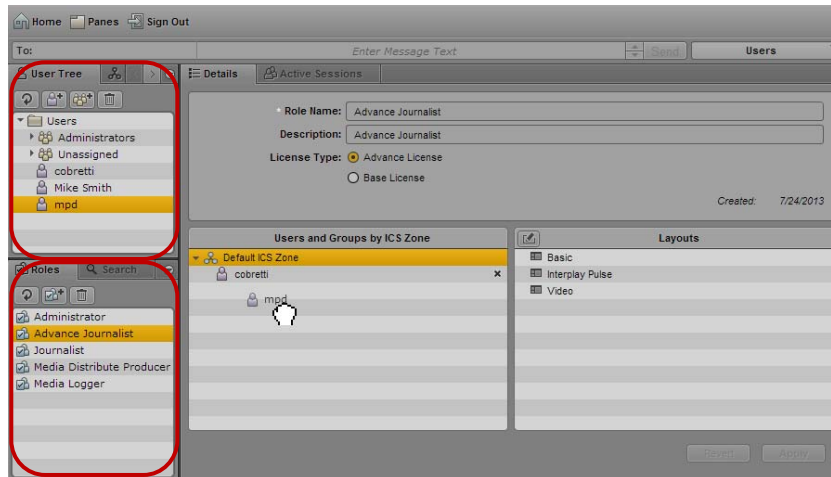 Home Panes Sign Out
To: Enter Message Text Send Users
User Tree
Users
Administrators
Unassigned
cobretti
Mike Smith
mpd
Roles Search
Administrator
Advance Journalist
Journalist
Media Distribute Producer
Media Logger
Details Active Sessions
Role Name: Advance Journalist
Description: Advance Journalist
License Type: Advance License
Base License
Created: 7/24/2013
Users and Groups by ICS Zone
Default ICS Zone
cobretti
mpd
Layouts
Basic
Interplay Pulse
Video
Revert Apply